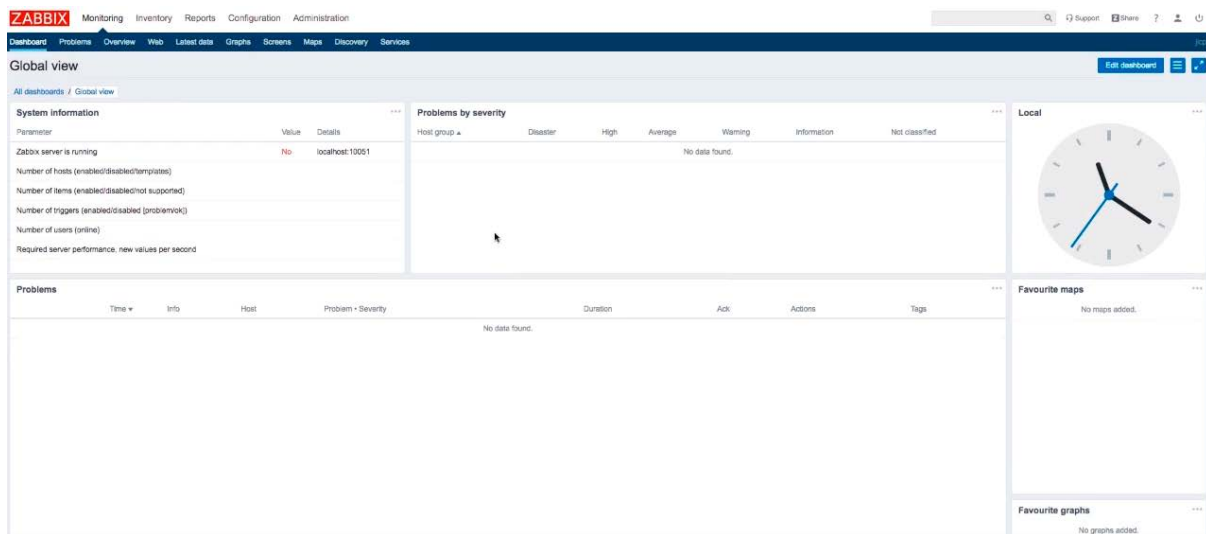 ZABBIX Monitoring Inventory Reports Configuration Administration Support Share ?
Dashboard Problems Overview Web Latest data Graphs Screens Maps Discovery Services
Global view Edit dashboard
All dashboards / Global view
System information
Parameter Value Details
Zabbix server is running No localhost:10051
Number of hosts (enabled/disabled/templates)
Number of items (enabled/disabled/not supported)
Number of triggers (enabled/disabled [problem/ok])
Number of users (online)
Required server performance, new values per second
Problems by severity
Host group Disaster High Average Warning Information Not classified
No data found.
Local
Problems
Time Info Host Problem • Severity Duration Ack Actions Tags
No data found.
Favourite maps
No maps added.
Favourite graphs
No graphs added.